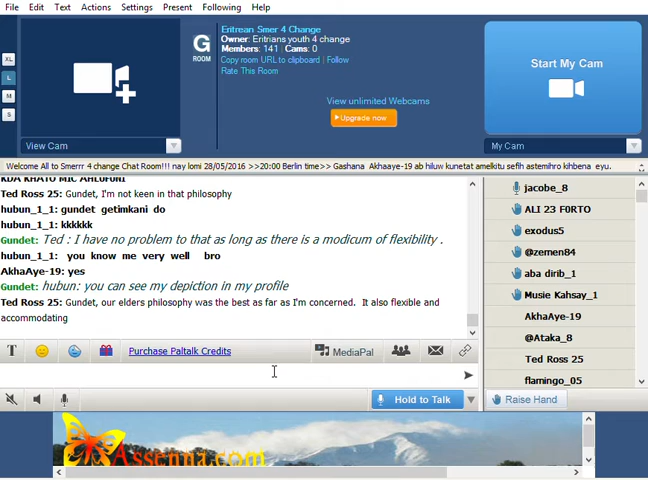 File Edit Text Actions Settings Present Following Help
XL
L
M
S
View Cam
G
ROOM
Eritrean Smer 4 Change
Owner: Eritrians youth 4 change
Members: 141 | Cams: 0
Copy room URL to clipboard | Follow
Rate This Room
View unlimited Webcams
Upgrade now
Start My Cam
My Cam
Welcome All to Smerrr 4 change Chat Room!!! nay lomi 28/05/2016 >>20:00 Berlin time>> Gashana Akhaaye-19 ab hiluw kunetat amelkitu sefih astemihro kihbena eyu.
KDA KHATO MIC AHLUFUNI
Ted Ross 25: Gundet, I'm not keen in that philosophy
hubun_1_1: gundet getimkani do
hubun_1_1: kkkkkk
Gundet: Ted : I have no problem to that as long as there is a modicum of flexibility .
hubun_1_1: you know me very well bro
AkhaAye-19: yes
Gundet: hubun: you can see my depiction in my profile
Ted Ross 25: Gundet, our elders philosophy was the best as far as I'm concerned. It also flexible and
accommodating
T
Purchase Paltalk Credits
MediaPal
Hold to Talk
jacobe_8
ALI 23 F0RTO
exodus5
@zemen84
aba dirib_1
Musie Kahsay_1
AkhaAye-19
@Ataka_8
Ted Ross 25
flamingo_05
Raise Hand
Assenna.com